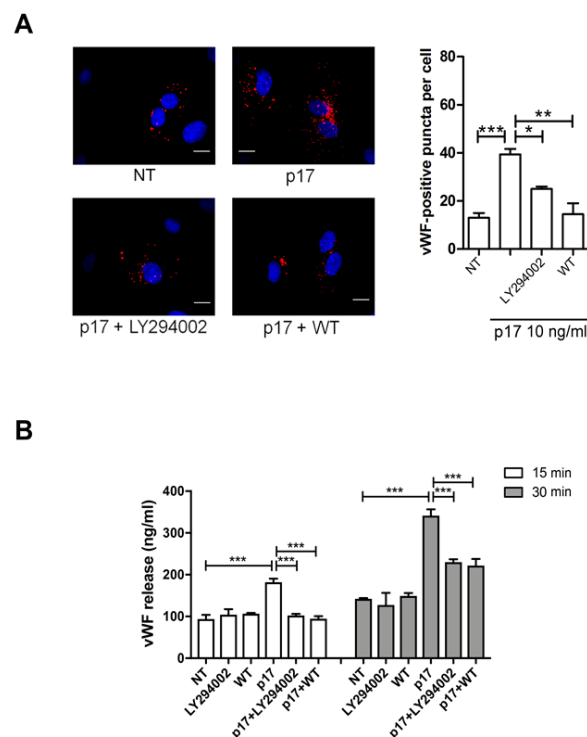 A
NT
p17
p17 + LY294002
p17 + WT
vWF-positive puncta per cell
80
60
40
20
0
***
*
**
NT
LY294002
WT
p17 10 ng/ml
B
15 min
30 min
vWF release (ng/ml)
400
300
200
100
0
***
***
***
***
***
***
NT
LY294002
WT
p17
p17+LY294002
p17+WT
NT
LY294002
WT
p17
p17+LY294002
p17+WT